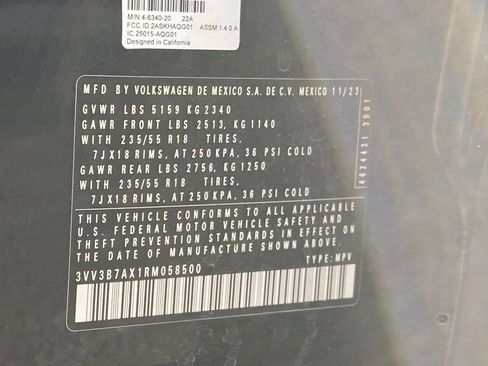 M/N 4-6340-20 22A
FCC ID 2ASKHAQG01 ASSM:1.4.0.A
IC:25015-AQG01
Designed in California
MFD BY VOLKSWAGEN DE MEXICO S.A. DE C.V. MEXICO 11/23
GVWR LBS 5159 KG 2340
GAWR FRONT LBS 2513, KG 1140
WITH 235/55 R18 TIRES,
7JX18 RIMS, AT 250 KPA, 36 PSI COLD
GAWR REAR LBS 2756, KG 1250
WITH 235/55 R18 TIRES,
7JX18 RIMS, AT 250 KPA, 36 PSI COLD
THIS VEHICLE CONFORMS TO ALL APPLICABLE
U.S. FEDERAL MOTOR VEHICLE SAFETY AND
THEFT PREVENTION STANDARDS IN EFFECT ON
THE DATE OF MANUFACTURE SHOWN ABOVE.
3VV3B7AX1RM058500 TYPE: MPV
4624431 3001